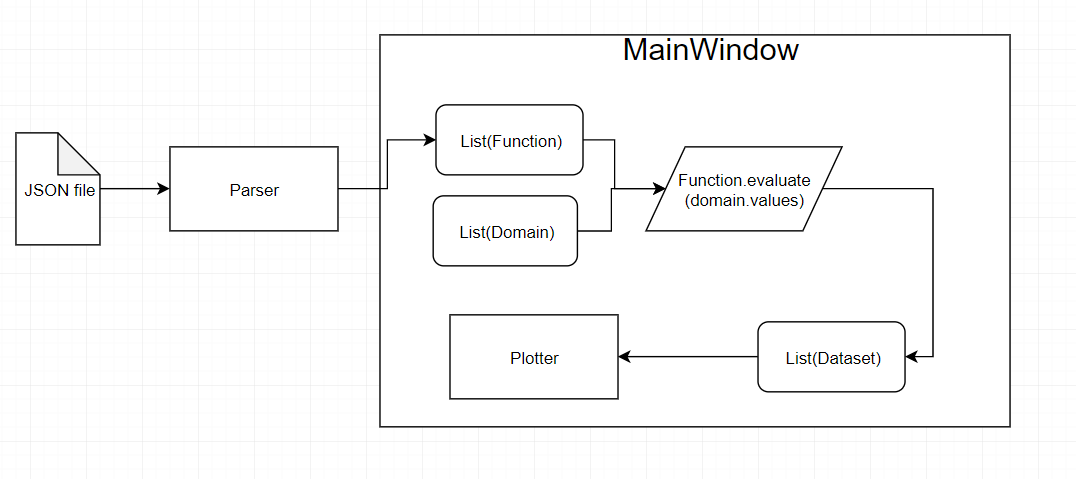 MainWindow
List(Function)
JSON file
Parser
Function.evaluate
(domain.values)
List(Domain)
Plotter
List(Dataset)